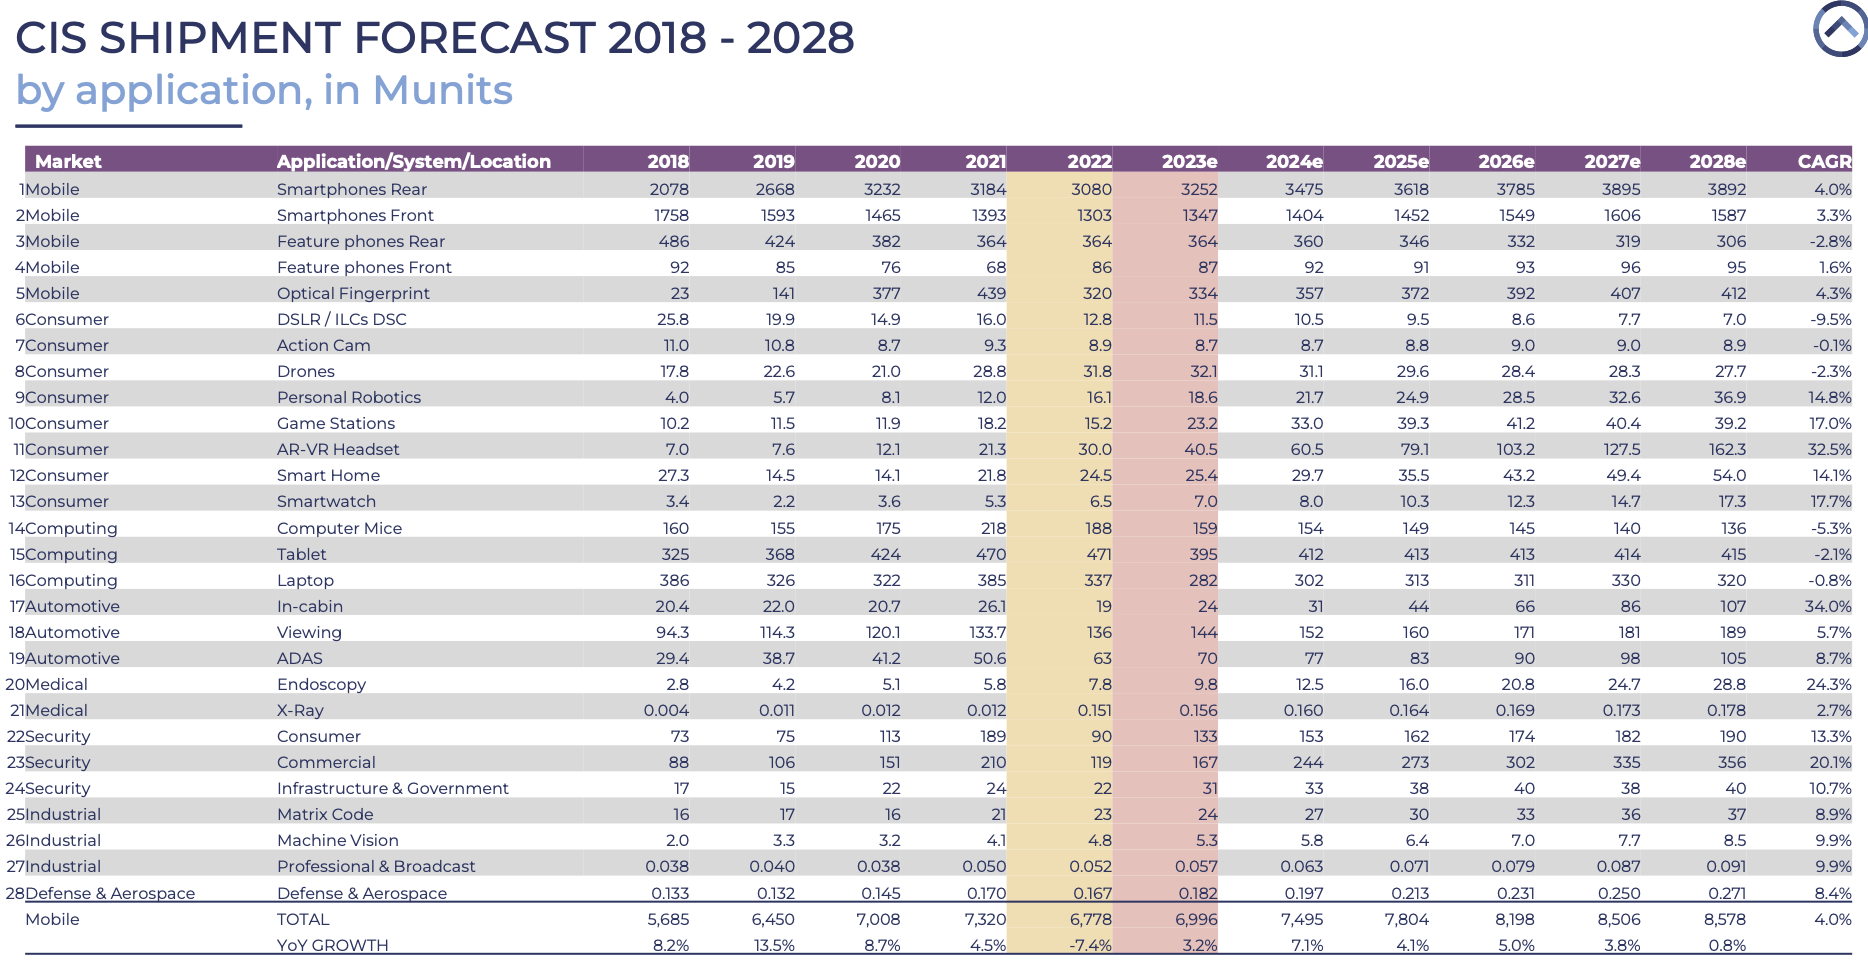 CIS SHIPMENT FORECAST 2018 - 2028
by application, in Munits
Market Application/System/Location 2018 2019 2020 2021 2022 2023e 2024e 2025e 2026e 2027e 2028e CAGR
1 Mobile Smartphones Rear 2078 2668 3232 3184 3080 3252 3475 3618 3785 3895 3892 4.0%
2 Mobile Smartphones Front 1758 1593 1465 1393 1303 1347 1404 1452 1549 1606 1587 3.3%
3 Mobile Feature phones Rear 486 424 382 364 364 364 360 346 332 319 306 -2.8%
4 Mobile Feature phones Front 92 85 76 68 86 87 92 91 93 96 95 1.6%
5 Mobile Optical Fingerprint 23 141 377 439 320 334 357 372 392 407 412 4.3%
6 Consumer DSLR / ILCs DSC 25.8 19.9 14.9 16.0 12.8 11.5 10.5 9.5 8.6 7.7 7.0 -9.5%
7 Consumer Action Cam 11.0 10.8 8.7 9.3 8.9 8.7 8.7 8.8 9.0 9.0 8.9 -0.1%
8 Consumer Drones 17.8 22.6 21.0 28.8 31.8 32.1 31.1 29.6 28.4 28.3 27.7 -2.3%
9 Consumer Personal Robotics 4.0 5.7 8.1 12.0 16.1 18.6 21.7 24.9 28.5 32.6 36.9 14.8%
10 Consumer Game Stations 10.2 11.5 11.9 18.2 15.2 23.2 33.0 39.3 41.2 40.4 39.2 17.0%
11 Consumer AR-VR Headset 7.0 7.6 12.1 21.3 30.0 40.5 60.5 79.1 103.2 127.5 162.3 32.5%
12 Consumer Smart Home 27.3 14.5 14.1 21.8 24.5 25.4 29.7 35.5 43.2 49.4 54.0 14.1%
13 Consumer Smartwatch 3.4 2.2 3.6 5.3 6.5 7.0 8.0 10.3 12.3 14.7 17.3 17.7%
14 Computing Computer Mice 160 155 175 218 188 159 154 149 145 140 136 -5.3%
15 Computing Tablet 325 368 424 470 471 395 412 413 413 414 415 -2.1%
16 Computing Laptop 386 326 322 385 337 282 302 313 311 330 320 -0.8%
17 Automotive In-cabin 20.4 22.0 20.7 26.1 19 24 31 44 66 86 107 34.0%
18 Automotive Viewing 94.3 114.3 120.1 133.7 136 144 152 160 171 181 189 5.7%
19 Automotive ADAS 29.4 38.7 41.2 50.6 63 70 77 83 90 98 105 8.7%
20 Medical Endoscopy 2.8 4.2 5.1 5.8 7.8 9.8 12.5 16.0 20.8 24.7 28.8 24.3%
21 Medical X-Ray 0.004 0.011 0.012 0.012 0.151 0.156 0.160 0.164 0.169 0.173 0.178 2.7%
22 Security Consumer 73 75 113 189 90 133 153 162 174 182 190 13.3%
23 Security Commercial 88 106 151 210 119 167 244 273 302 335 356 20.1%
24 Security Infrastructure & Government 17 15 22 24 22 31 33 38 40 38 40 10.7%
25 Industrial Matrix Code 16 17 16 21 23 24 27 30 33 36 37 8.9%
26 Industrial Machine Vision 2.0 3.3 3.2 4.1 4.8 5.3 5.8 6.4 7.0 7.7 8.5 9.9%
27 Industrial Professional & Broadcast 0.038 0.040 0.038 0.050 0.052 0.057 0.063 0.071 0.079 0.087 0.091 9.9%
28 Defense & Aerospace Defense & Aerospace 0.133 0.132 0.145 0.170 0.167 0.182 0.197 0.213 0.231 0.250 0.271 8.4%
Mobile TOTAL 5,685 6,450 7,008 7,320 6,778 6,996 7,495 7,804 8,198 8,506 8,578 4.0%
YoY GROWTH 8.2% 13.5% 8.7% 4.5% -7.4% 3.2% 7.1% 4.1% 5.0% 3.8% 0.8%